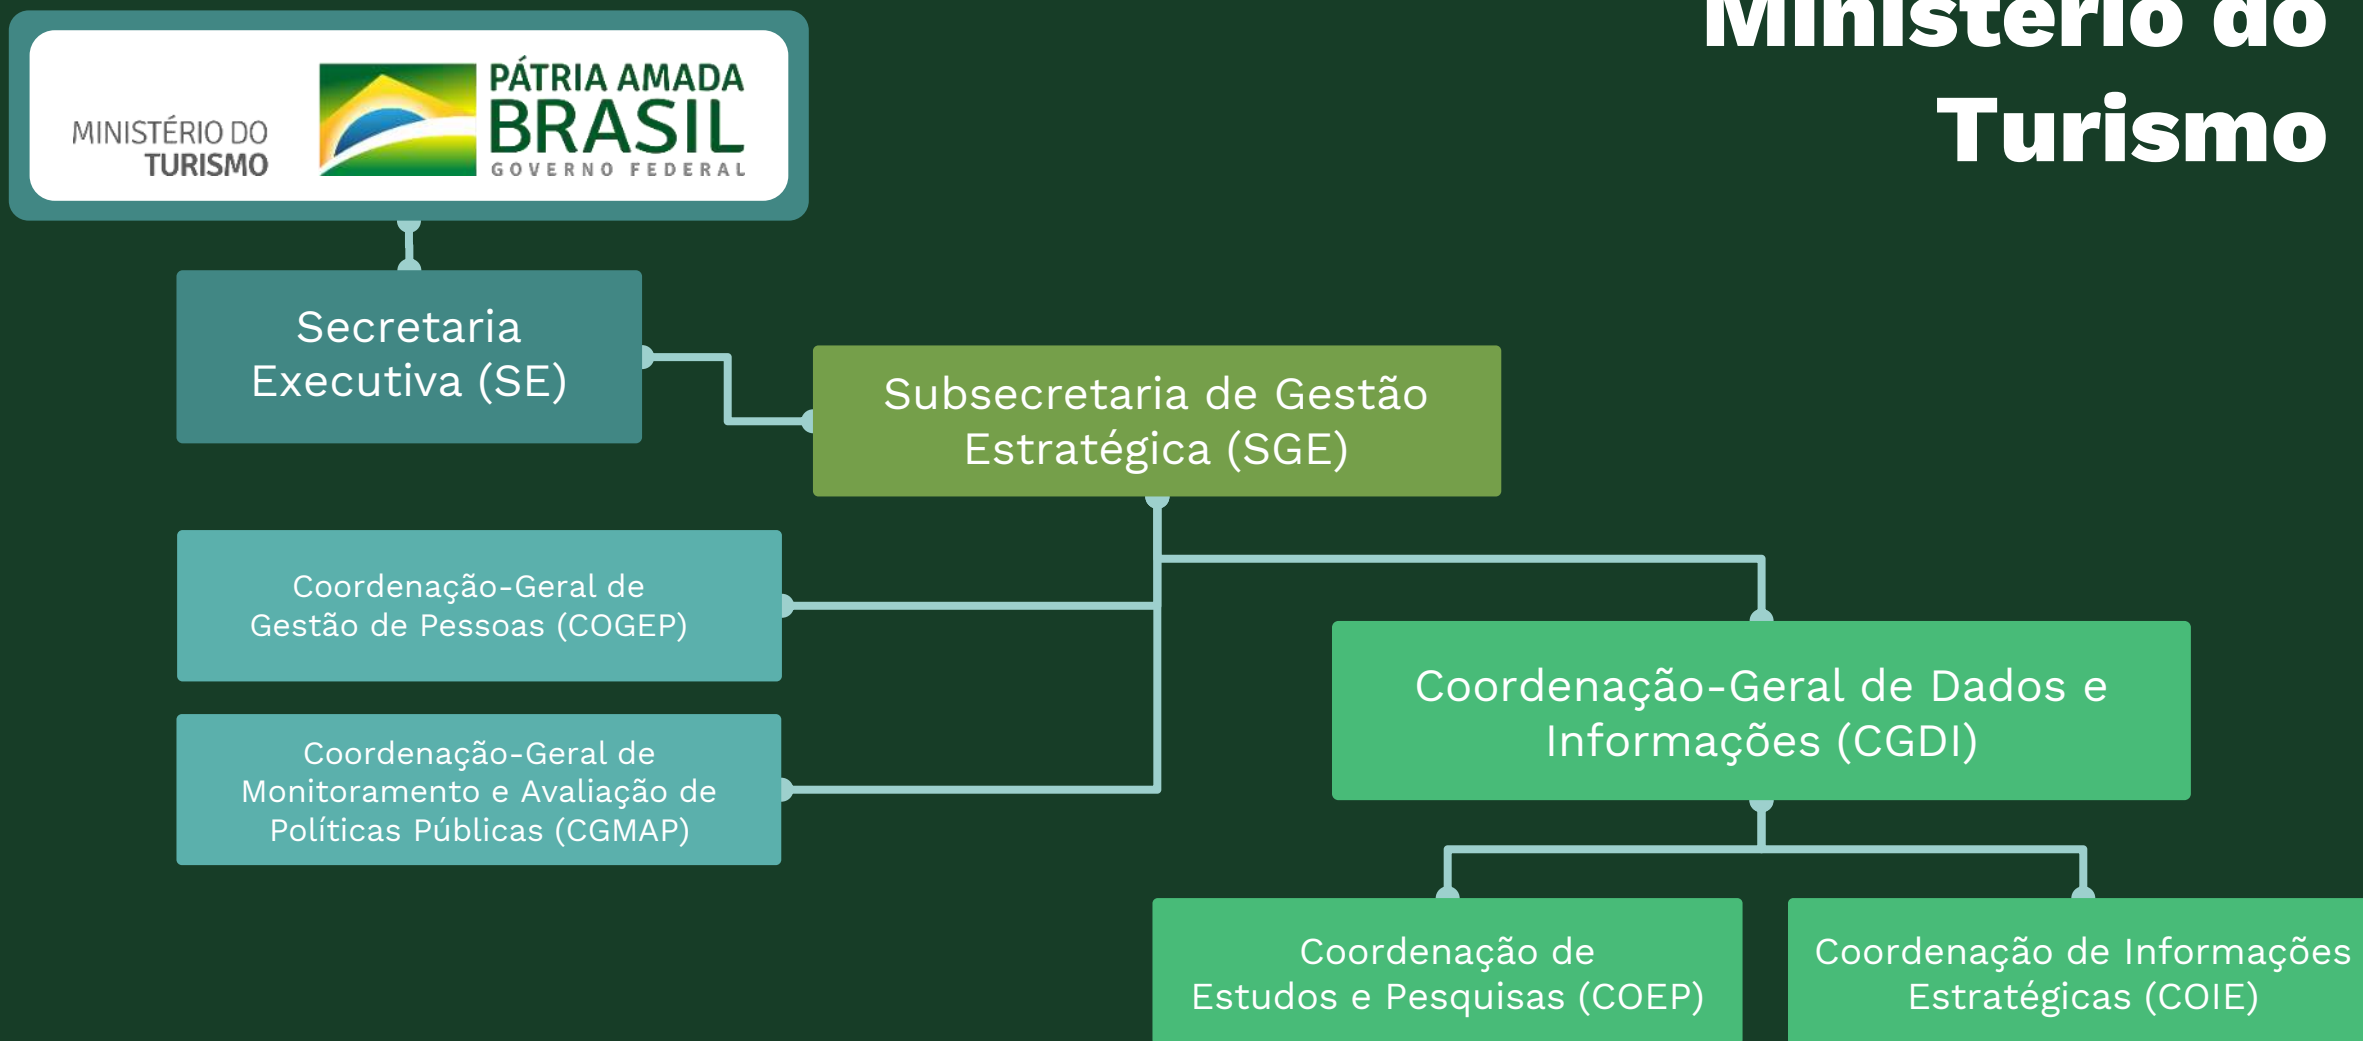 Ministério do
Turismo
MINISTÉRIO DO
TURISMO
PÁTRIA AMADA
BRASIL
GOVERNO FEDERAL
Secretaria
Executiva (SE)
Subsecretaria de Gestão
Estratégica (SGE)
Coordenação-Geral de
Gestão de Pessoas (COGEP)
Coordenação-Geral de
Monitoramento e Avaliação de
Políticas Públicas (CGMAP)
Coordenação-Geral de Dados e
Informações (CGDI)
Coordenação de
Estudos e Pesquisas (COEP)
Coordenação de Informações
Estratégicas (COIE)